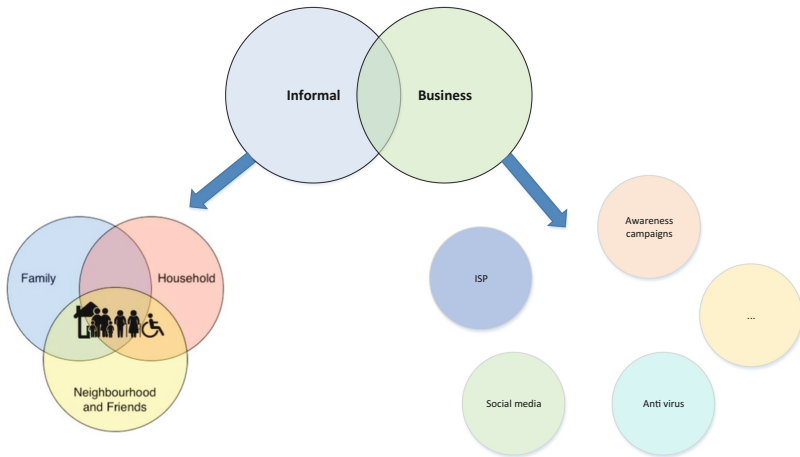 Informal
Business
Family
Household
Neighbourhood
and Friends
Awareness
campaigns
ISP
...
Social media
Anti virus